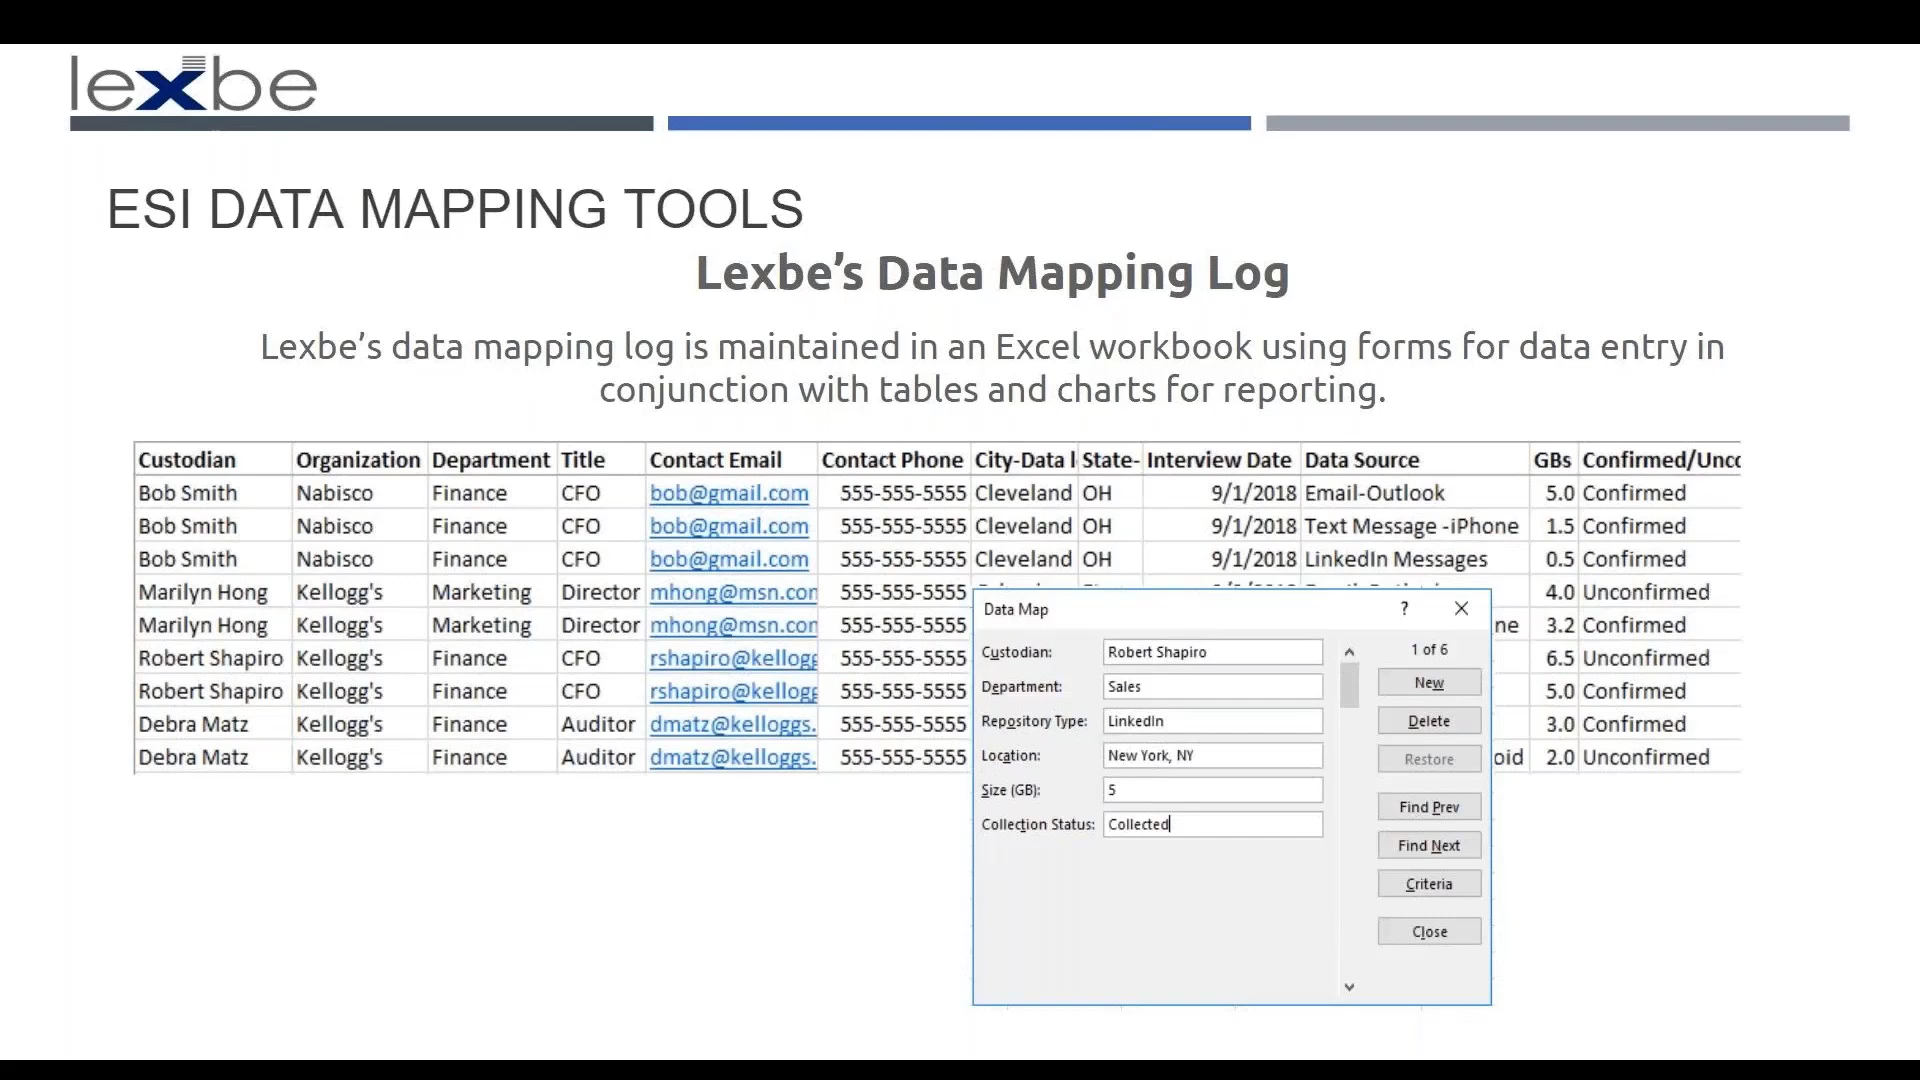 lexbe
ESI DATA MAPPING TOOLS
Lexbe's Data Mapping Log
Lexbe's data mapping log is maintained in an Excel workbook using forms for data entry in
conjunction with tables and charts for reporting.
Custodian Organization Department Title Contact Email Contact Phone City-Data State- Interview Date Data Source GBs Confirmed/Unco
Bob Smith Nabisco Finance CFO bob@gmail.com 555-555-5555 Cleveland OH 9/1/2018 Email-Outlook 5.0 Confirmed
Bob Smith Nabisco Finance CFO bob@gmail.com 555-555-5555 Cleveland OH 9/1/2018 Text Message -iPhone 1.5 Confirmed
Bob Smith Nabisco Finance CFO bob@gmail.com 555-555-5555 Cleveland OH 9/1/2018 LinkedIn Messages 0.5 Confirmed
Marilyn Hong Kellogg's Marketing Director mhong@msn.con 555-555-5555 4.0 Unconfirmed
Marilyn Hong Kellogg's Marketing Director mhong@msn.con 555-555-5555 ne 3.2 Confirmed
Robert Shapiro Kellogg's Finance CFO rshapiro@kellogg 555-555-5555 6.5 Unconfirmed
Robert Shapiro Kellogg's Finance CFO rshapiro@kellogg 555-555-5555 5.0 Confirmed
Debra Matz Kellogg's Finance Auditor dmatz@kelloggs. 555-555-5555 3.0 Confirmed
Debra Matz Kellogg's Finance Auditor dmatz@kelloggs. 555-555-5555 oid 2.0 Unconfirmed
Data Map ?
1 of 6
Custodian: Robert Shapiro
New
Department: Sales
Repository Type: LinkedIn
Delete
Location: New York, NY
Restore
Size (GB): 5
Find Prev
Collection Status: Collected
Find Next
Criteria
Close